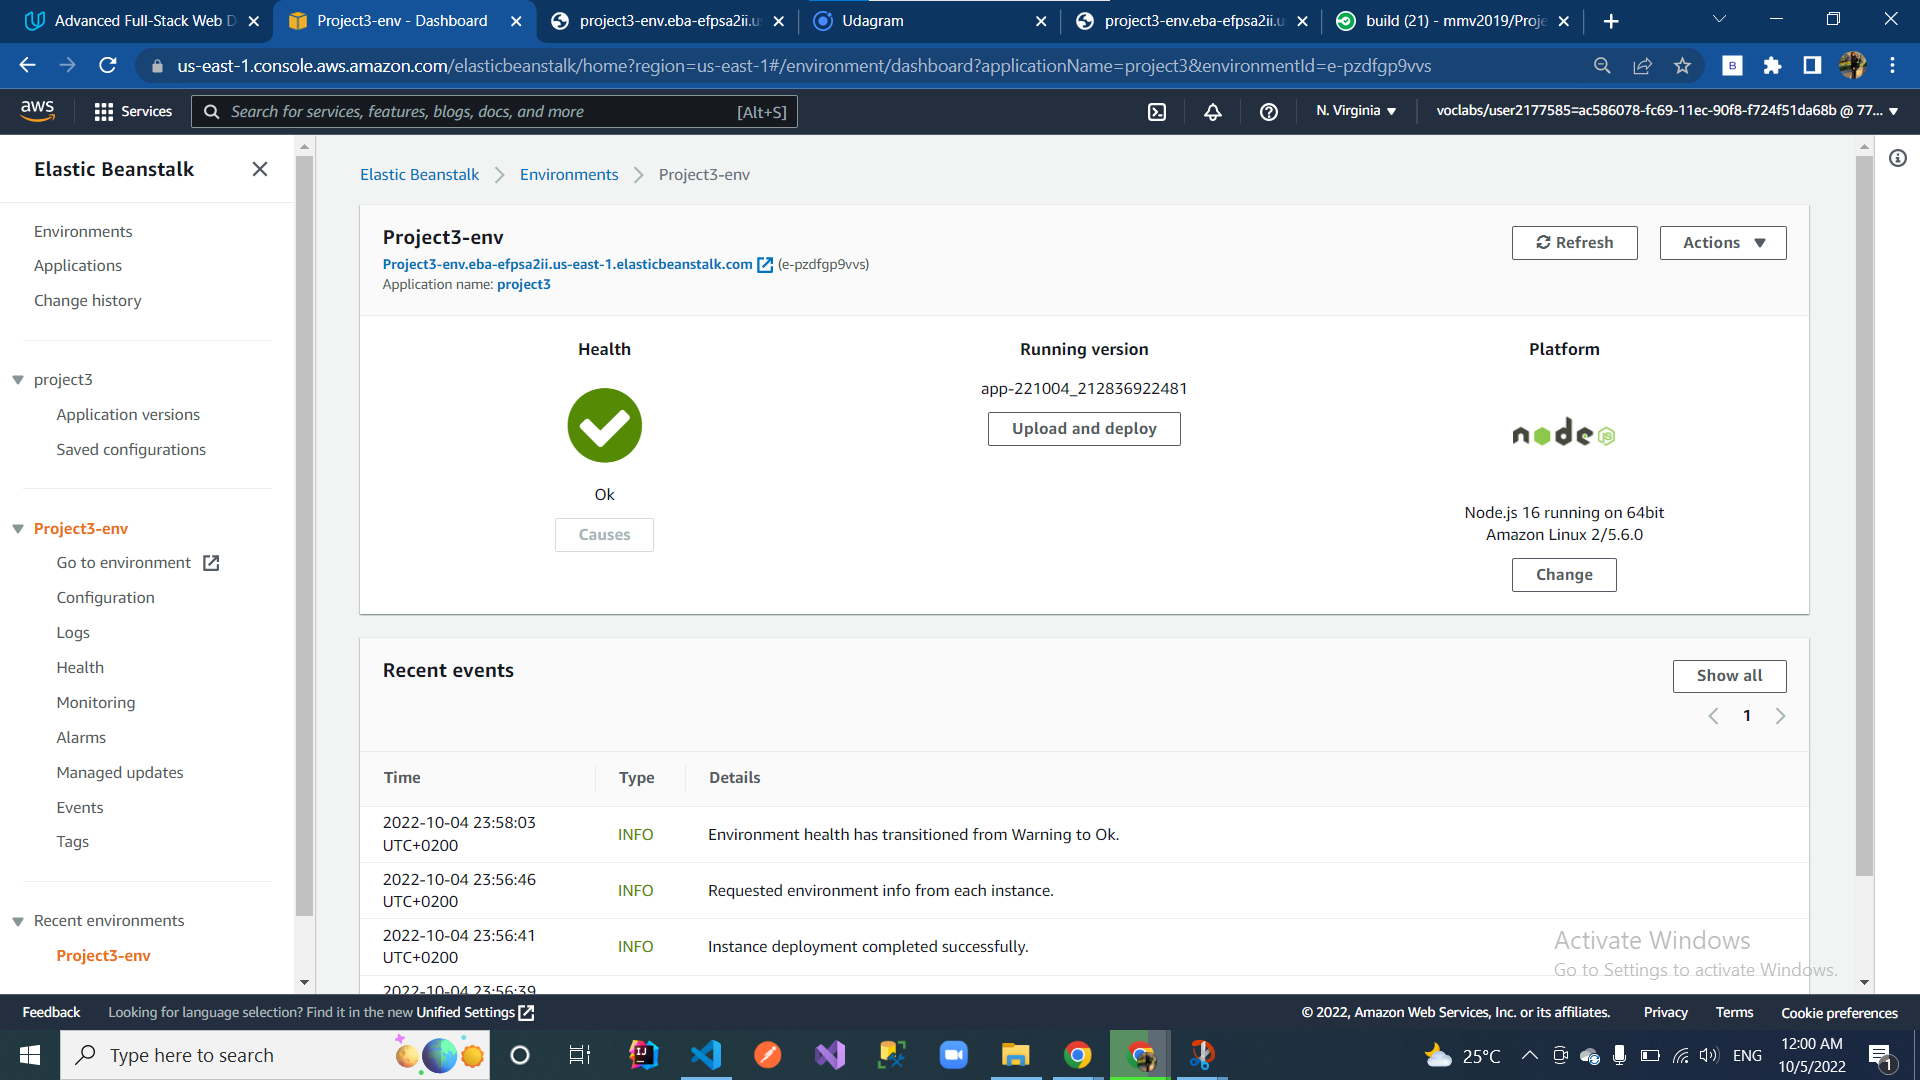 Advanced Full-Stack Web D
Project3-env - Dashboard
project3-env.eba-efpsa2ii.us
Udagram
project3-env.eba-efpsa2ii.us
build (21) - mmv2019/Proje
us-east-1.console.aws.amazon.com/elasticbeanstalk/home?region=us-east-1#/environment/dashboard?applicationName=project3&environmentId=e-pzdfgp9vvs
B
aws
Services
Search for services, features, blogs, docs, and more
[Alt+S]
N. Virginia
voclabs/user2177585=ac586078-fc69-11ec-90f8-f724f51da68b @ 77...
Elastic Beanstalk
Environments
Applications
Change history
project3
Application versions
Saved configurations
Project3-env
Go to environment
Configuration
Logs
Health
Monitoring
Alarms
Managed updates
Events
Tags
Recent environments
Project3-env
Elastic Beanstalk
Environments
Project3-env
Project3-env
Project3-env.eba-efpsa2ii.us-east-1.elasticbeanstalk.com (e-pzdfgp9vvs)
Application name: project3
Refresh
Actions
Health
Ok
Causes
Running version
app-221004_212836922481
Upload and deploy
Platform
node JS
Node.js 16 running on 64bit
Amazon Linux 2/5.6.0
Change
Recent events
Show all
1
Time
Type
Details
2022-10-04 23:58:03
UTC+0200
INFO
Environment health has transitioned from Warning to Ok.
2022-10-04 23:56:46
UTC+0200
INFO
Requested environment info from each instance.
2022-10-04 23:56:41
UTC+0200
INFO
Instance deployment completed successfully.
2022-10-04 23:56:39
Activate Windows
Go to Settings to activate Windows.
Feedback
Looking for language selection? Find it in the new Unified Settings
© 2022, Amazon Web Services, Inc. or its affiliates.
Privacy
Terms
Cookie preferences
Type here to search
25°C
ENG
12:00 AM
10/5/2022
1